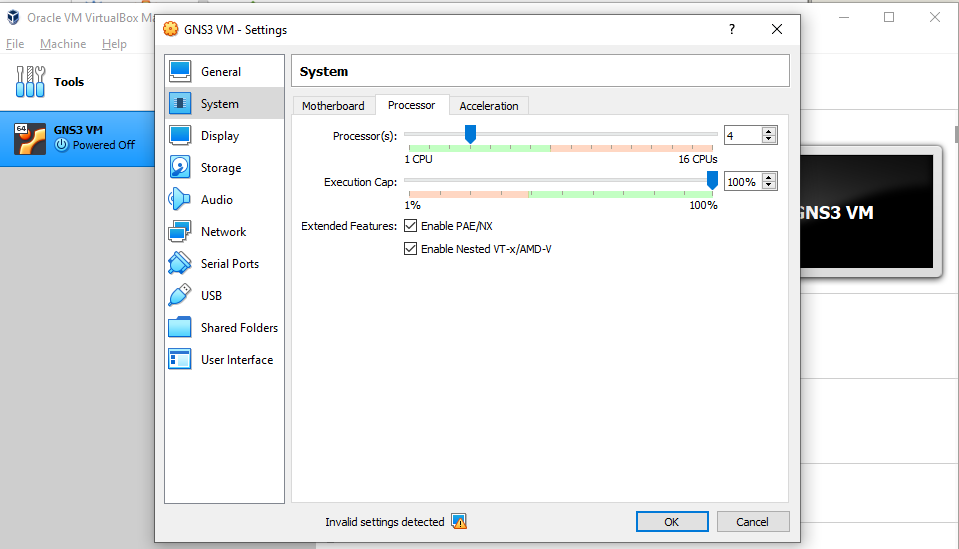 Oracle VM VirtualBox Ma
GNS3 VM - Settings
?
File Machine Help
Tools
64
GNS3 VM
Powered Off
General
System
Display
Storage
Audio
Network
Serial Ports
USB
Shared Folders
User Interface
System
Motherboard Processor Acceleration
Processor(s): 4
1 CPU 16 CPUs
Execution Cap: 100%
1% 100%
Extended Features: Enable PAE/NX
Enable Nested VT-x/AMD-V
GNS3 VM
Invalid settings detected
OK Cancel